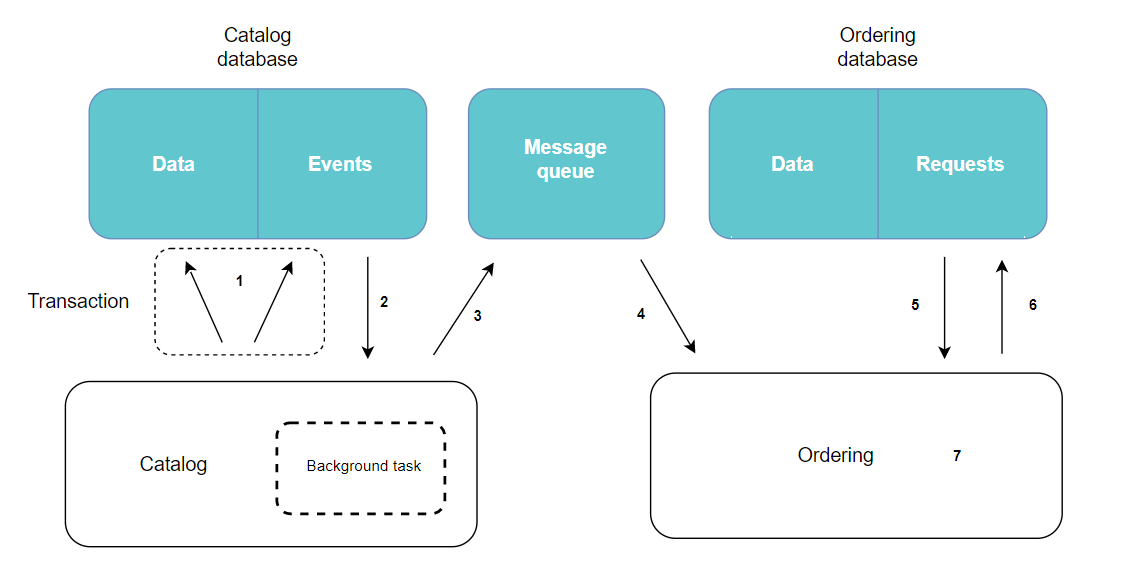 Catalog
database
Ordering
database
Data
Events
Message
queue
Data
Requests
Transaction
1
2
3
4
5
6
Catalog
Background task
Ordering
7